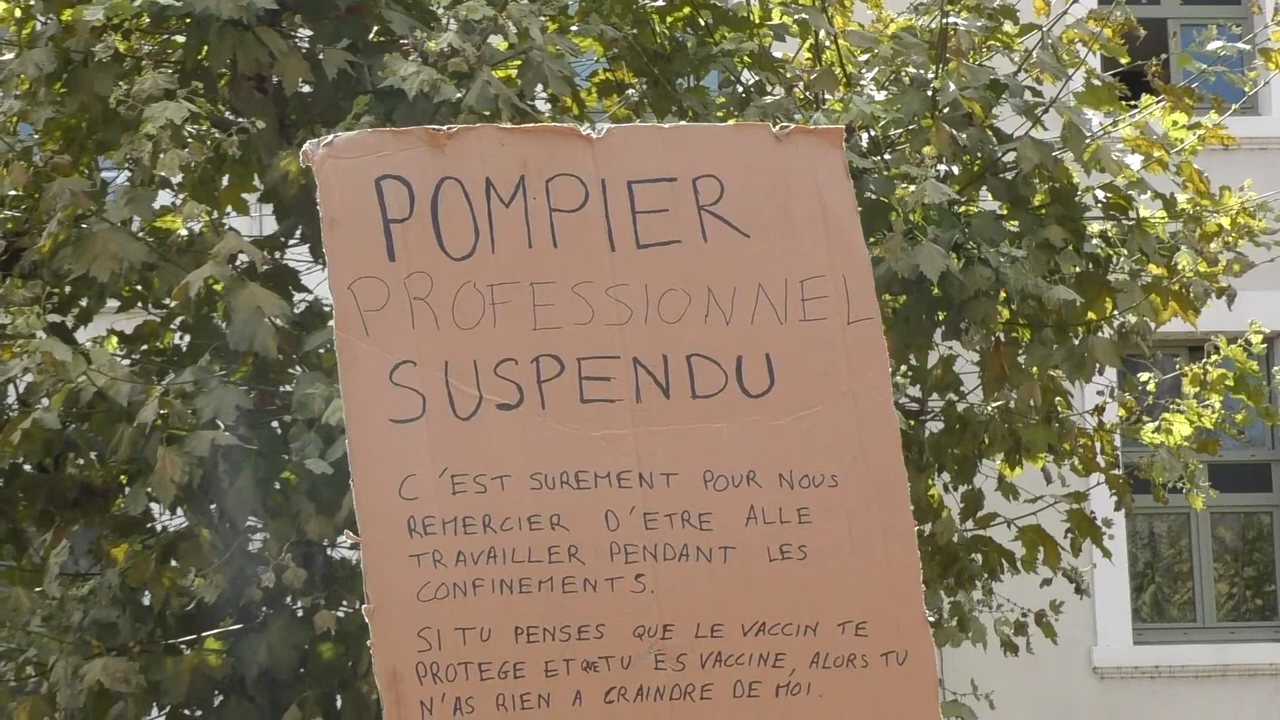 POMPIER
PROFESSIONNEL
SUSPENDU
C'EST SUREMENT POUR NOUS
REMERCIER D'ETRE ALLE
TRAVAILLER PENDANT LES
CONFINEMENTS.
SI TU PENSES QUE LE VACCIN TE
PROTEGE ET QUE TU ES VACCINE, ALORS TU
N'AS RIEN A CRAINDRE DE MOI.